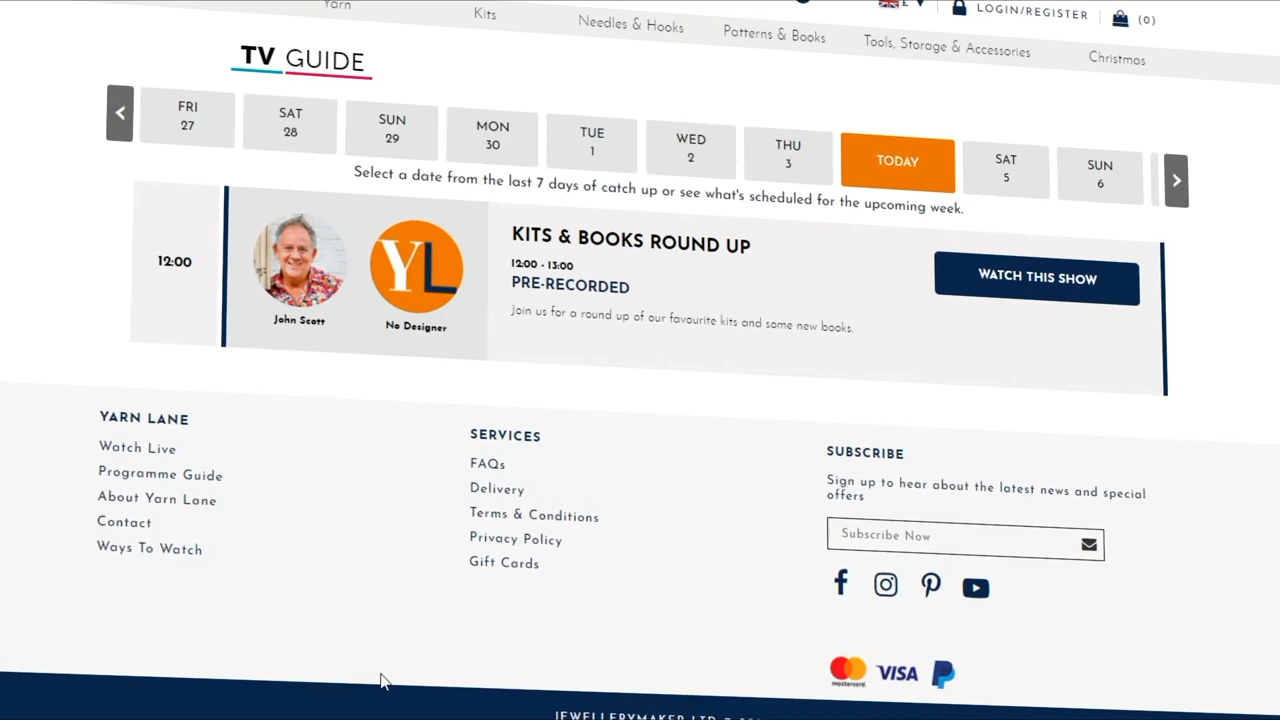 LOGIN/REGISTER
(0)
Yarn
Kits
Needles & Hooks
Patterns & Books
Tools, Storage & Accessories
Christmas
TV GUIDE
FRI
27
SAT
28
SUN
29
MON
30
TUE
1
WED
2
THU
3
TODAY
SAT
5
SUN
6
Select a date from the last 7 days of catch up or see what's scheduled for the upcoming week.
12:00
John Scott
YL
No Designer
KITS & BOOKS ROUND UP
12:00 - 13:00
PRE-RECORDED
Join us for a round up of our favourite kits and some new books.
WATCH THIS SHOW
YARN LANE
Watch Live
Programme Guide
About Yarn Lane
Contact
Ways To Watch
SERVICES
FAQs
Delivery
Terms & Conditions
Privacy Policy
Gift Cards
SUBSCRIBE
Sign up to hear about the latest news and special
offers
Subscribe Now
mastercard
VISA
JEWELLERYMAKER LTD